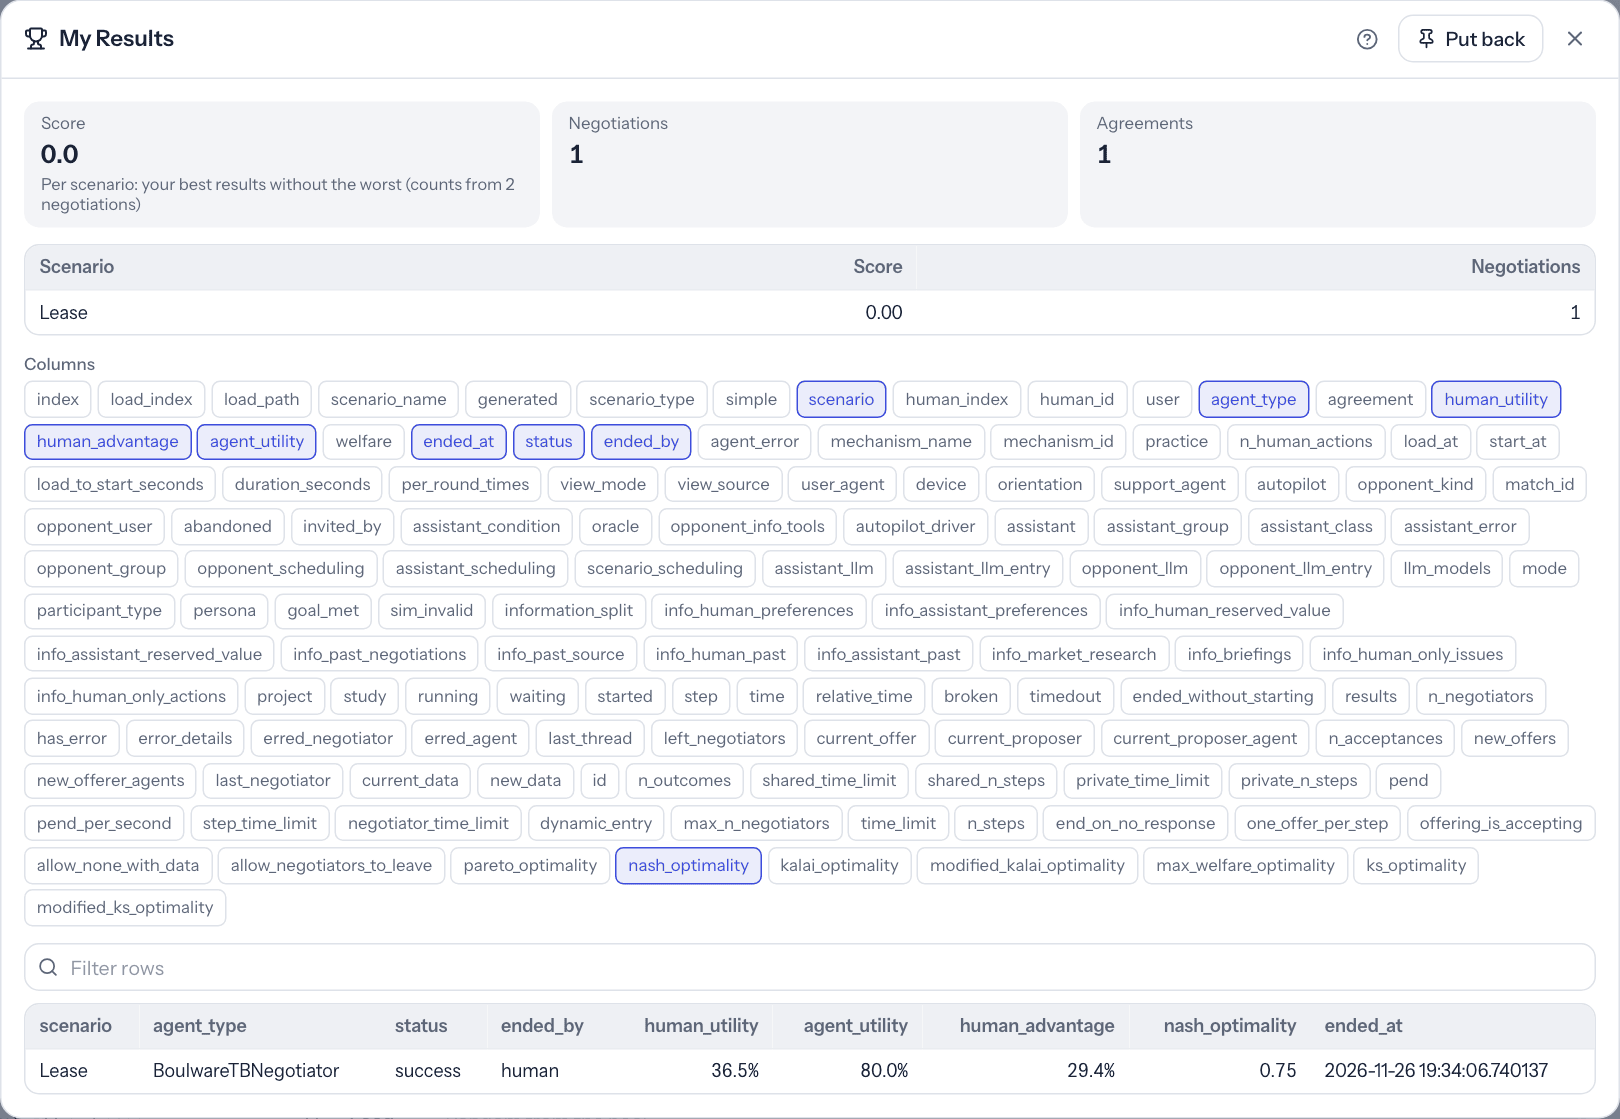 My Results
Put back
Score
0.0
Per scenario: your best results without the worst (counts from 2
negotiations)
Negotiations
1
Agreements
1
Scenario Score Negotiations
Lease 0.00 1
Columns
index load_index load_path scenario_name generated scenario_type simple scenario human_index human_id user agent_type agreement human_utility
human_advantage agent_utility welfare ended_at status ended_by agent_error mechanism_name mechanism_id practice n_human_actions load_at start_at
load_to_start_seconds duration_seconds per_round_times view_mode view_source user_agent device orientation support_agent autopilot opponent_kind match_id
opponent_user abandoned invited_by assistant_condition oracle opponent_info_tools autopilot_driver assistant assistant_group assistant_class assistant_error
opponent_group opponent_scheduling assistant_scheduling scenario_scheduling assistant_llm assistant_llm_entry opponent_llm opponent_llm_entry llm_models mode
participant_type persona goal_met sim_invalid information_split info_human_preferences info_assistant_preferences info_human_reserved_value
info_assistant_reserved_value info_past_negotiations info_past_source info_human_past info_assistant_past info_market_research info_briefings info_human_only_issues
info_human_only_actions project study running waiting started step time relative_time broken timedout ended_without_starting results n_negotiators
has_error error_details erred_negotiator erred_agent last_thread left_negotiators current_offer current_proposer current_proposer_agent n_acceptances new_offers
new_offerer_agents last_negotiator current_data new_data id n_outcomes shared_time_limit shared_n_steps private_time_limit private_n_steps pend
pend_per_second step_time_limit negotiator_time_limit dynamic_entry max_n_negotiators time_limit n_steps end_on_no_response one_offer_per_step offering_is_accepting
allow_none_with_data allow_negotiators_to_leave pareto_optimality nash_optimality kalai_optimality modified_kalai_optimality max_welfare_optimality ks_optimality
modified_ks_optimality
Filter rows
scenario agent_type status ended_by human_utility agent_utility human_advantage nash_optimality ended_at
Lease BoulwareTBNegotiator success human 36.5% 80.0% 29.4% 0.75 2026-11-26 19:34:06.740137